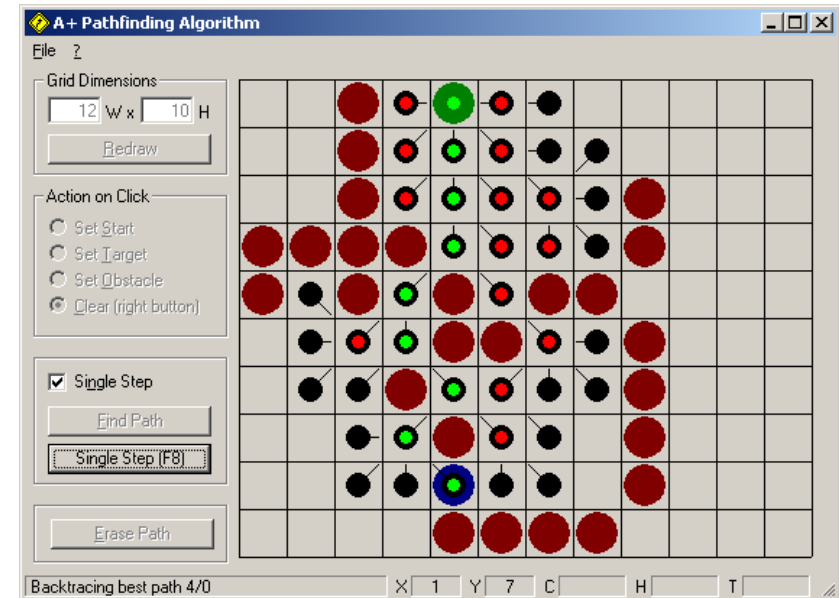 A+ Pathfinding Algorithm
File ?
Grid Dimensions
12 W x 10 H
Redraw
Action on Click
Set Start
Set Target
Set Obstacle
Clear (right button)
Single Step
Find Path
Single Step (F8)
Erase Path
Backtracing best path 4/0 X 1 Y 7 C H T